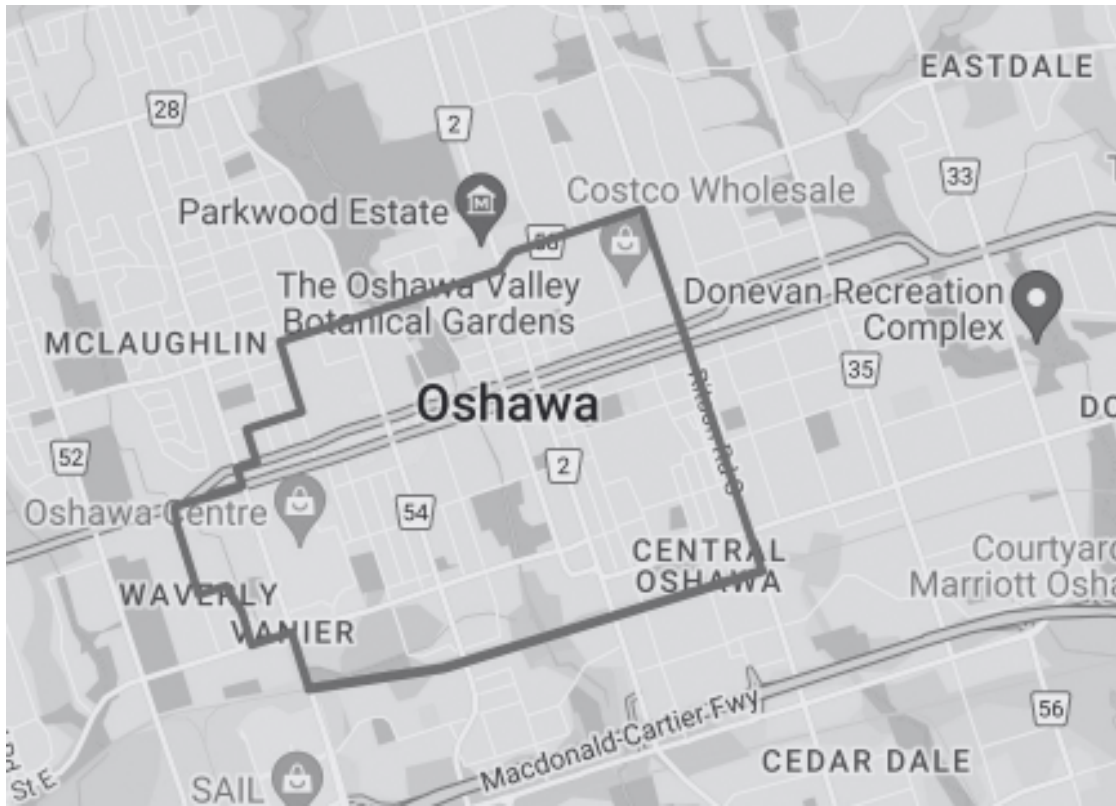 EASTDALE
28
2
33
Costco Wholesale
Parkwood Estate
The Oshawa Valley
Botanical Gardens
Donevan Recreation
Complex
MCLAUGHLIN
35
Oshawa
52
2
Oshawa Centre
54
Ritson Rd S
CENTRAL
OSHAWA
Courtyard
Marriott Osha
WAVERLY
VANIER
56
Macdonald-Cartier Fwy
CEDAR DALE
SAIL
St E